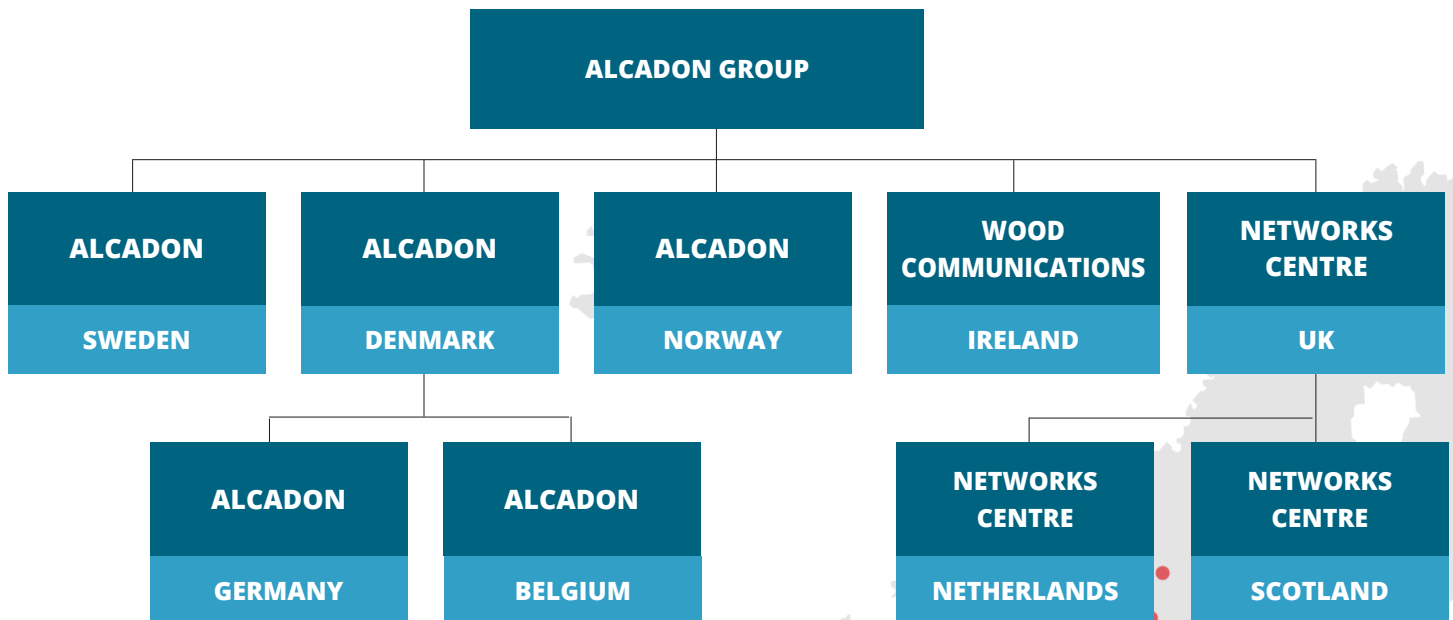 ALCADON GROUP
ALCADON
SWEDEN
ALCADON
DENMARK
ALCADON
NORWAY
WOOD
COMMUNICATIONS
IRELAND
NETWORKS
CENTRE
UK
ALCADON
GERMANY
ALCADON
BELGIUM
NETWORKS
CENTRE
NETHERLANDS
NETWORKS
CENTRE
SCOTLAND